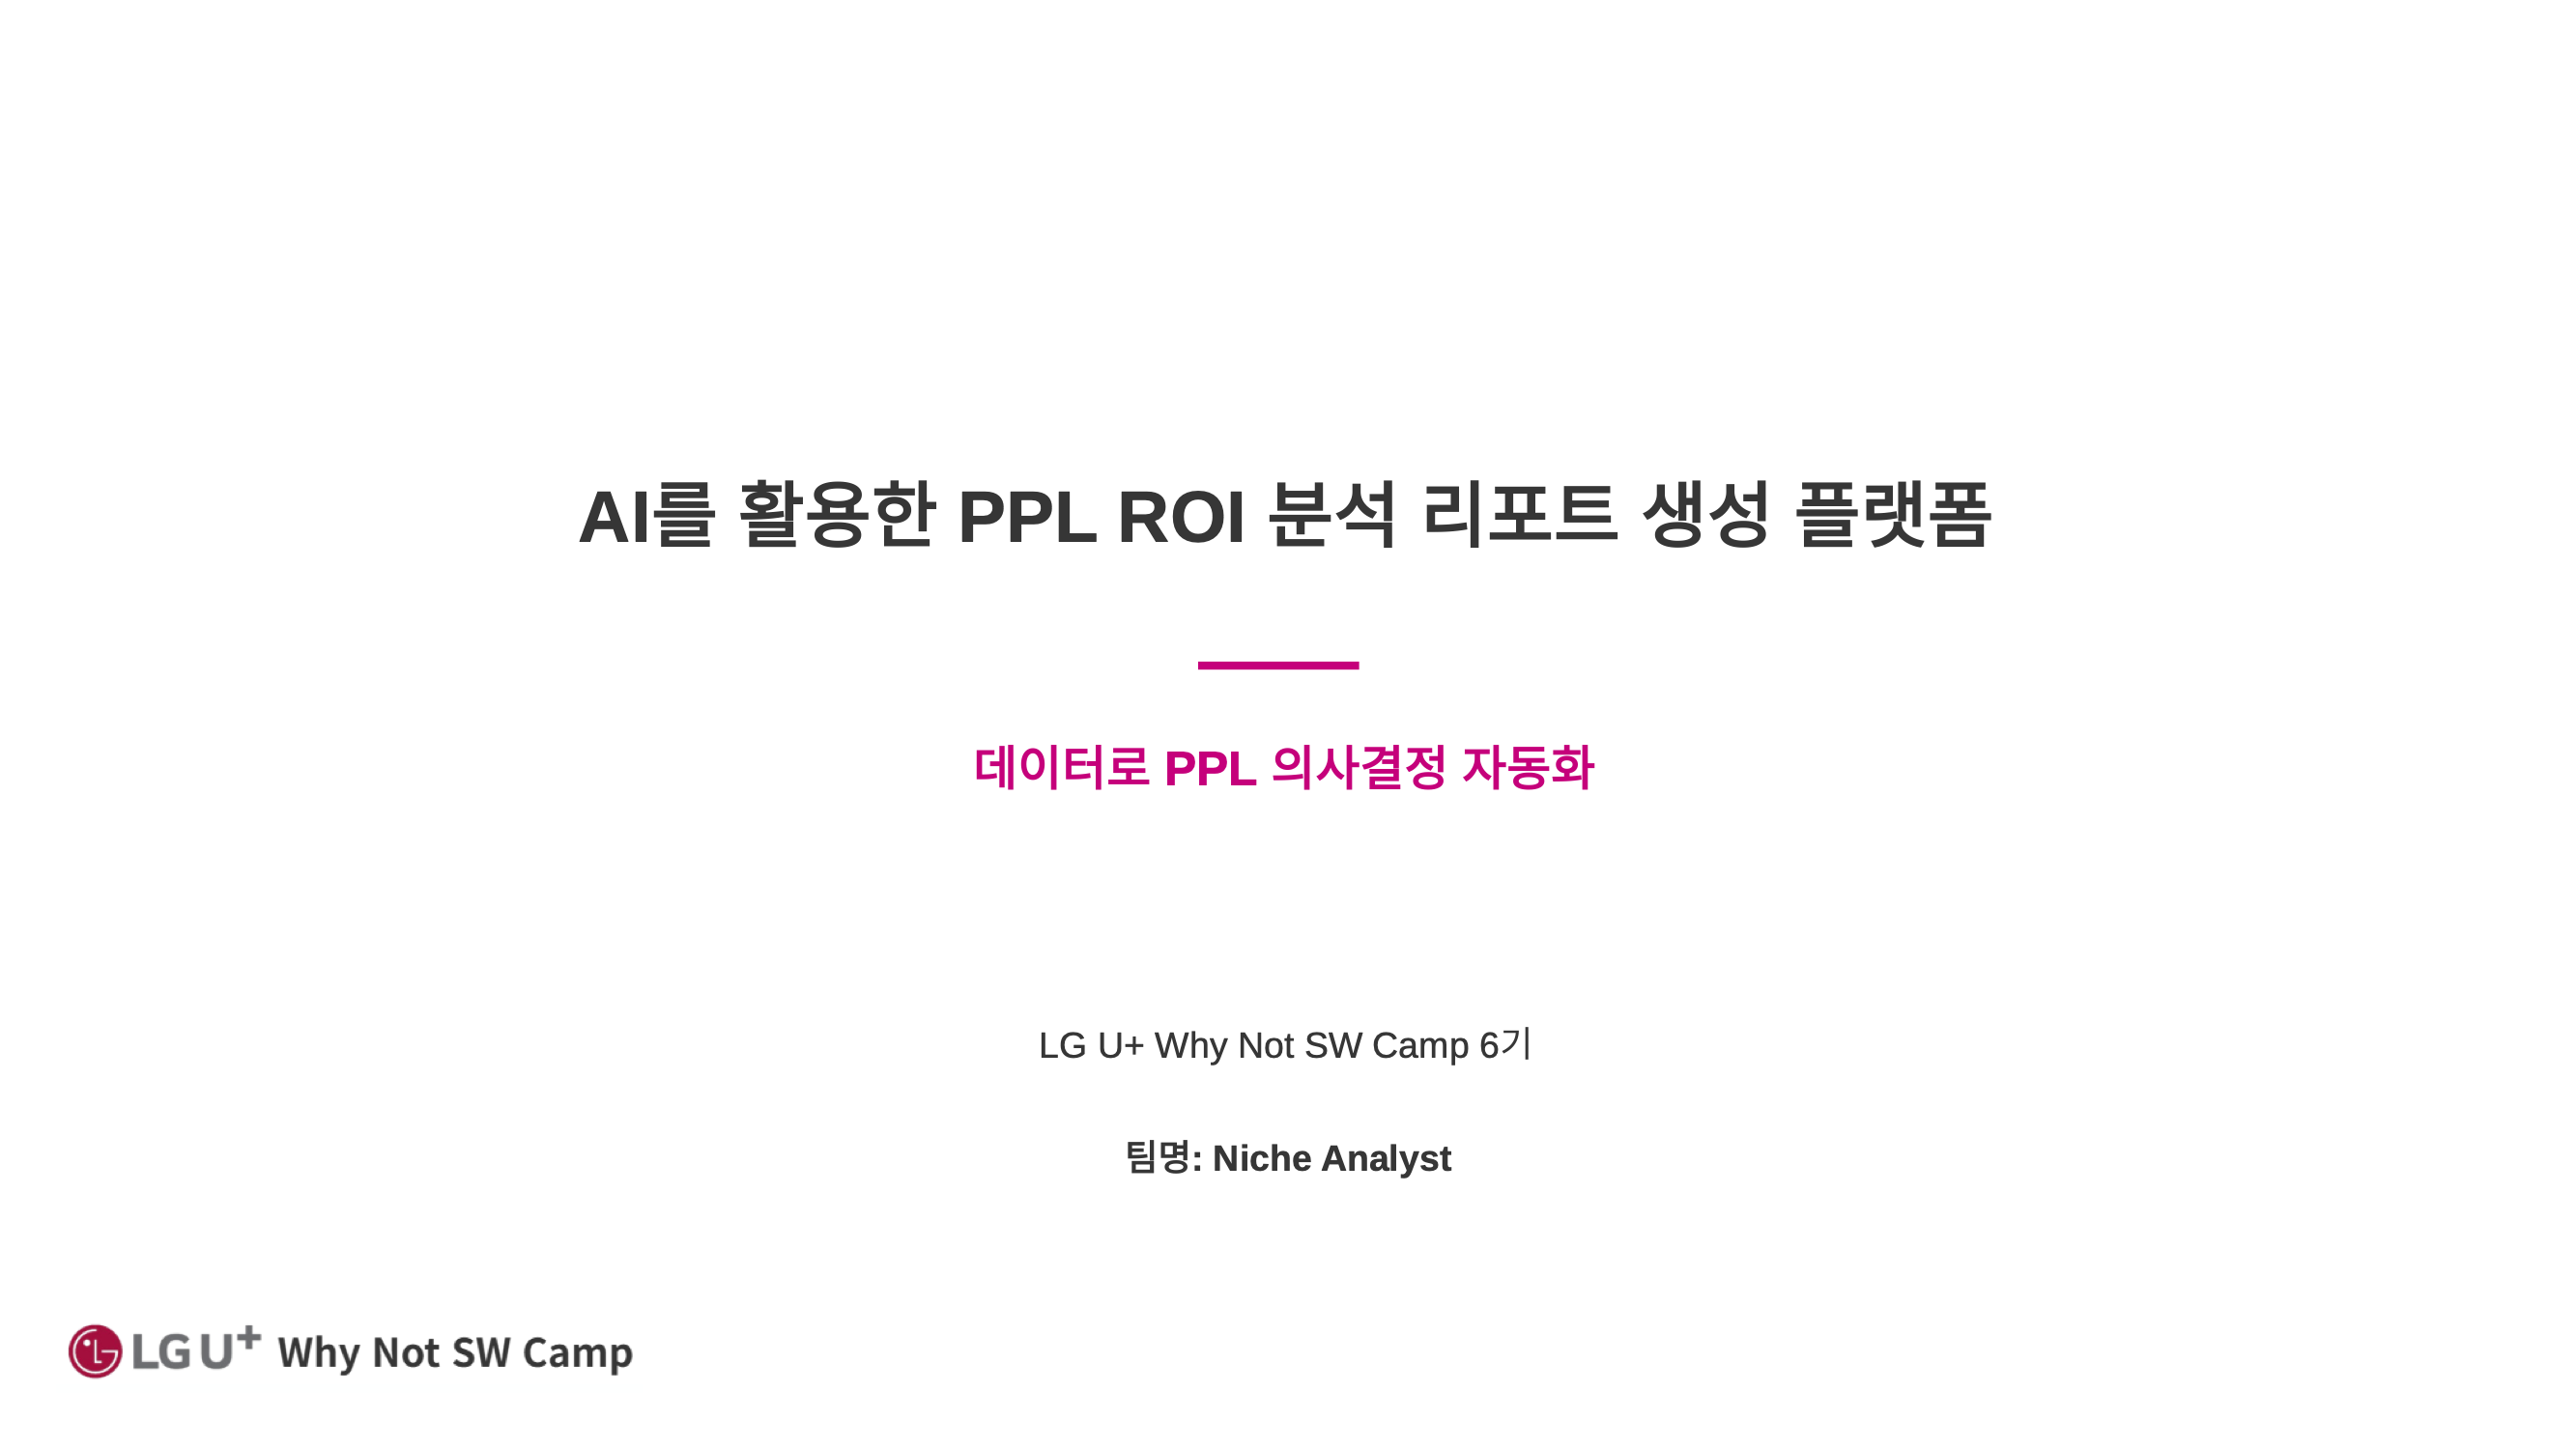 AI를 활용한 PPL ROI 분석 리포트 생성 플랫폼
데이터로 PPL 의사결정 자동화
LG U+ Why Not SW Camp 6기
팀명: Niche Analyst
LG U+ Why Not SW Camp